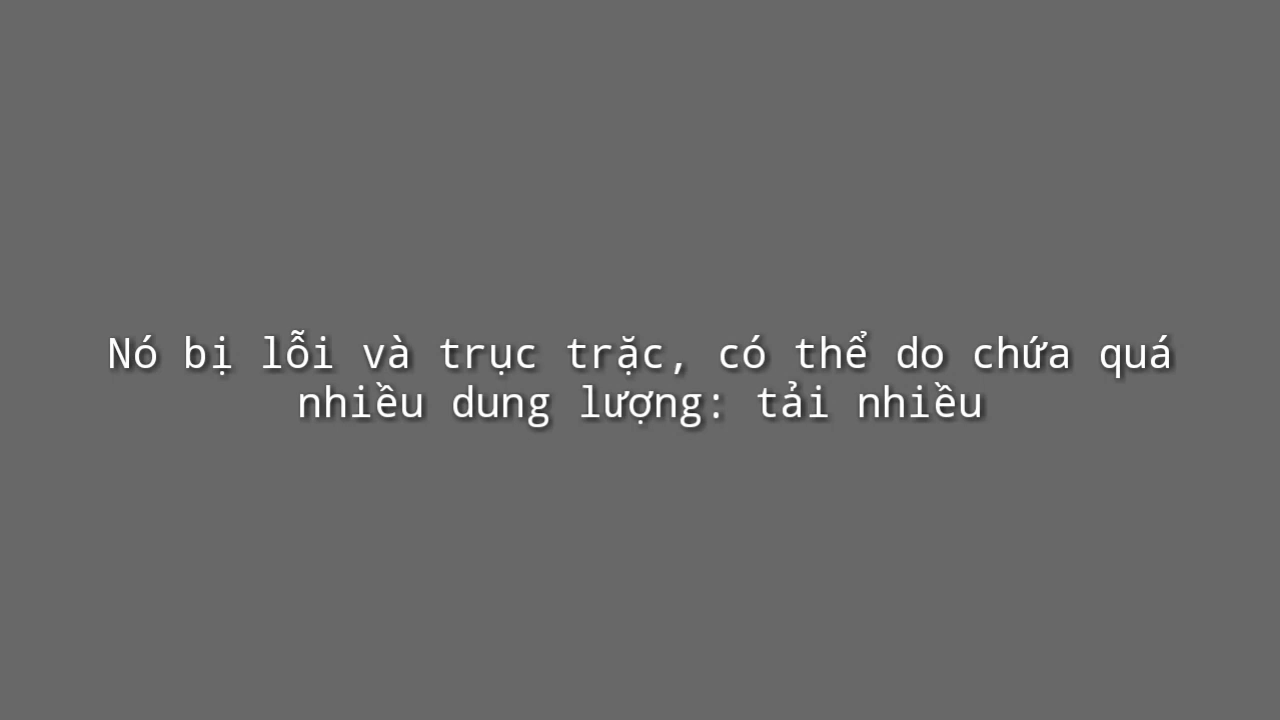 Nó bị lỗi và trục trặc, có thể do chứa quá
nhiều dung lượng: tải nhiều